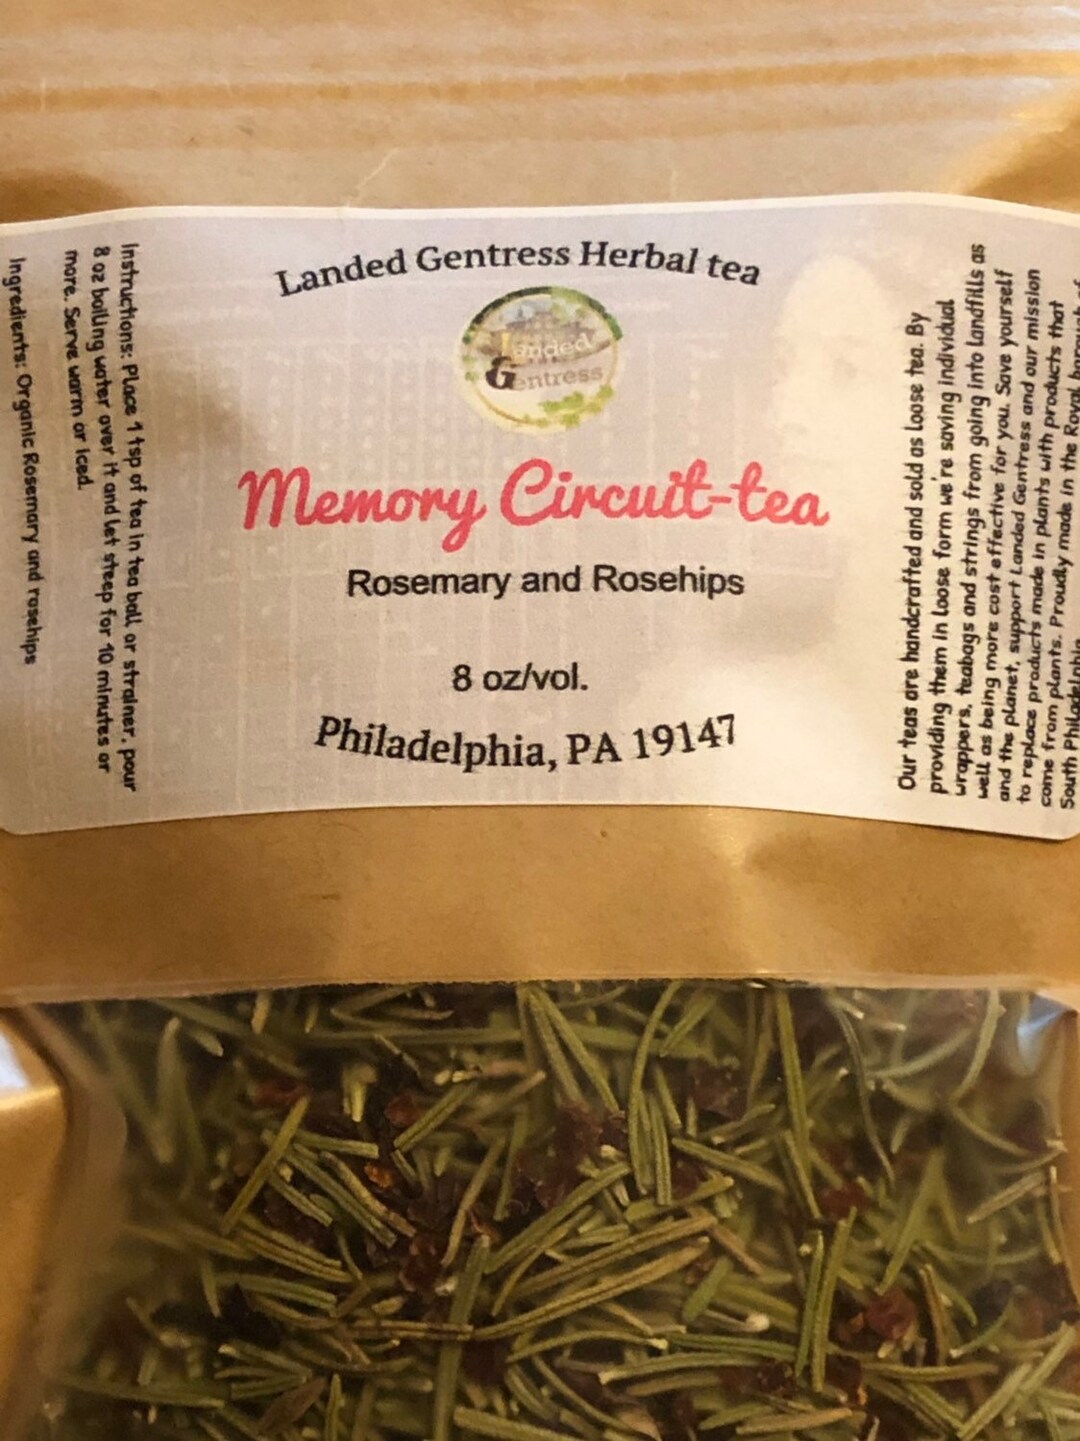 Landed Gentress Herbal tea
Landed
Gentress
Memory Circuit-tea
Rosemary and Rosehips
8 oz/vol.
Philadelphia, PA 19147
Instructions: Place 1 tsp of tea in tea ball or strainer, pour
8 oz boiling water over it and let steep for 10 minutes or
more. Serve warm or iced.
Ingredients: Organic Rosemary and rosehips
Our teas are handcrafted and sold as loose tea. By
providing them in loose form we're saving individual
wrappers, teabags and strings from going into landfills as
well as being more cost effective for you. Save yourself
and the planet, support Landed Gentress and our mission
to replace products made in plants with products that
come from plants. Proudly made in the Royal borough of
South Philadelphia